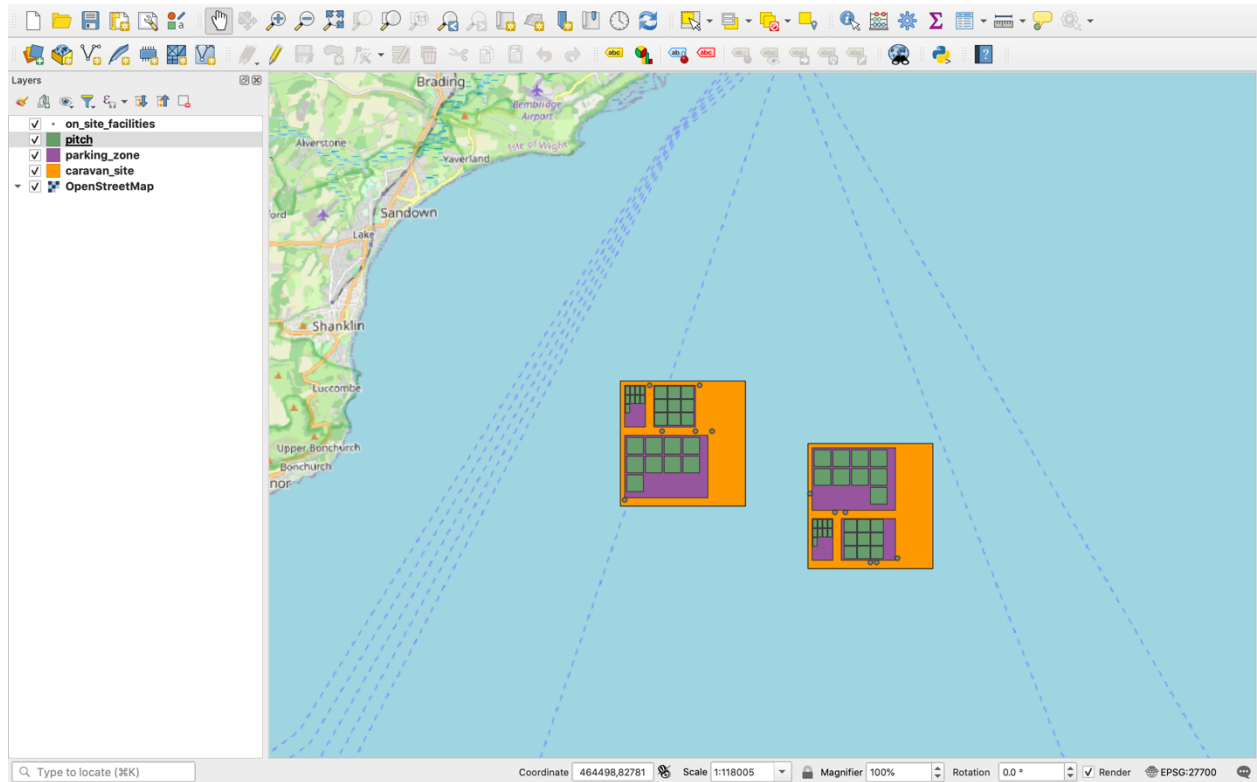 Layers
on_site_facilities
pitch
parking_zone
caravan_site
OpenStreetMap
Brading
Bembridge
Airport
Alverstone
Isle of Wight
Yaverland
ord
Sandown
Lake
Shanklin
Luccombe
Upper Bonchurch
Bonchurch
nor
Type to locate (⌘K)
Coordinate 464498,82781 Scale 1:118005 Magnifier 100% Rotation 0.0 ° Render EPSG:27700